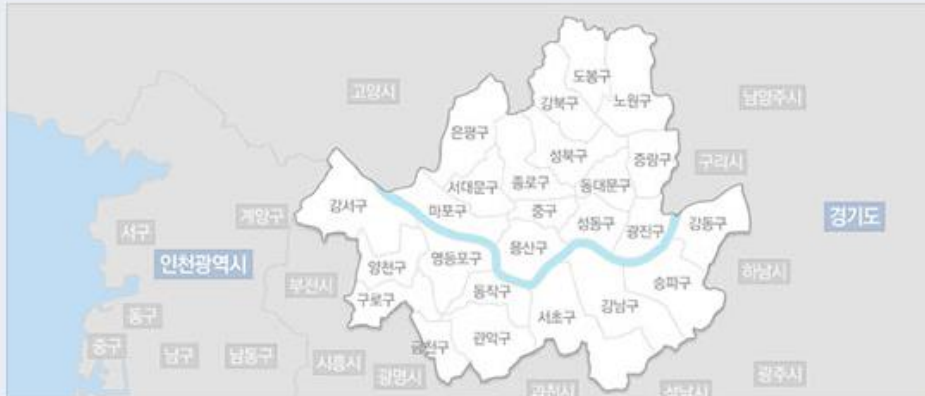 도봉구
강북구
노원구
고양시
남양주시
은평구
성북구
중랑구
구리시
서대문구
종로구
동대문구
강서구
마포구
중구
성동구
광진구
강동구
계양구
경기도
서구
용산구
영등포구
인천광역시
양천구
하남시
부천시
송파구
동작구
구로구
강남구
동구
서초구
관악구
금천구
중구
남구
남동구
시흥시
광명시
광주시
과천시
성남시